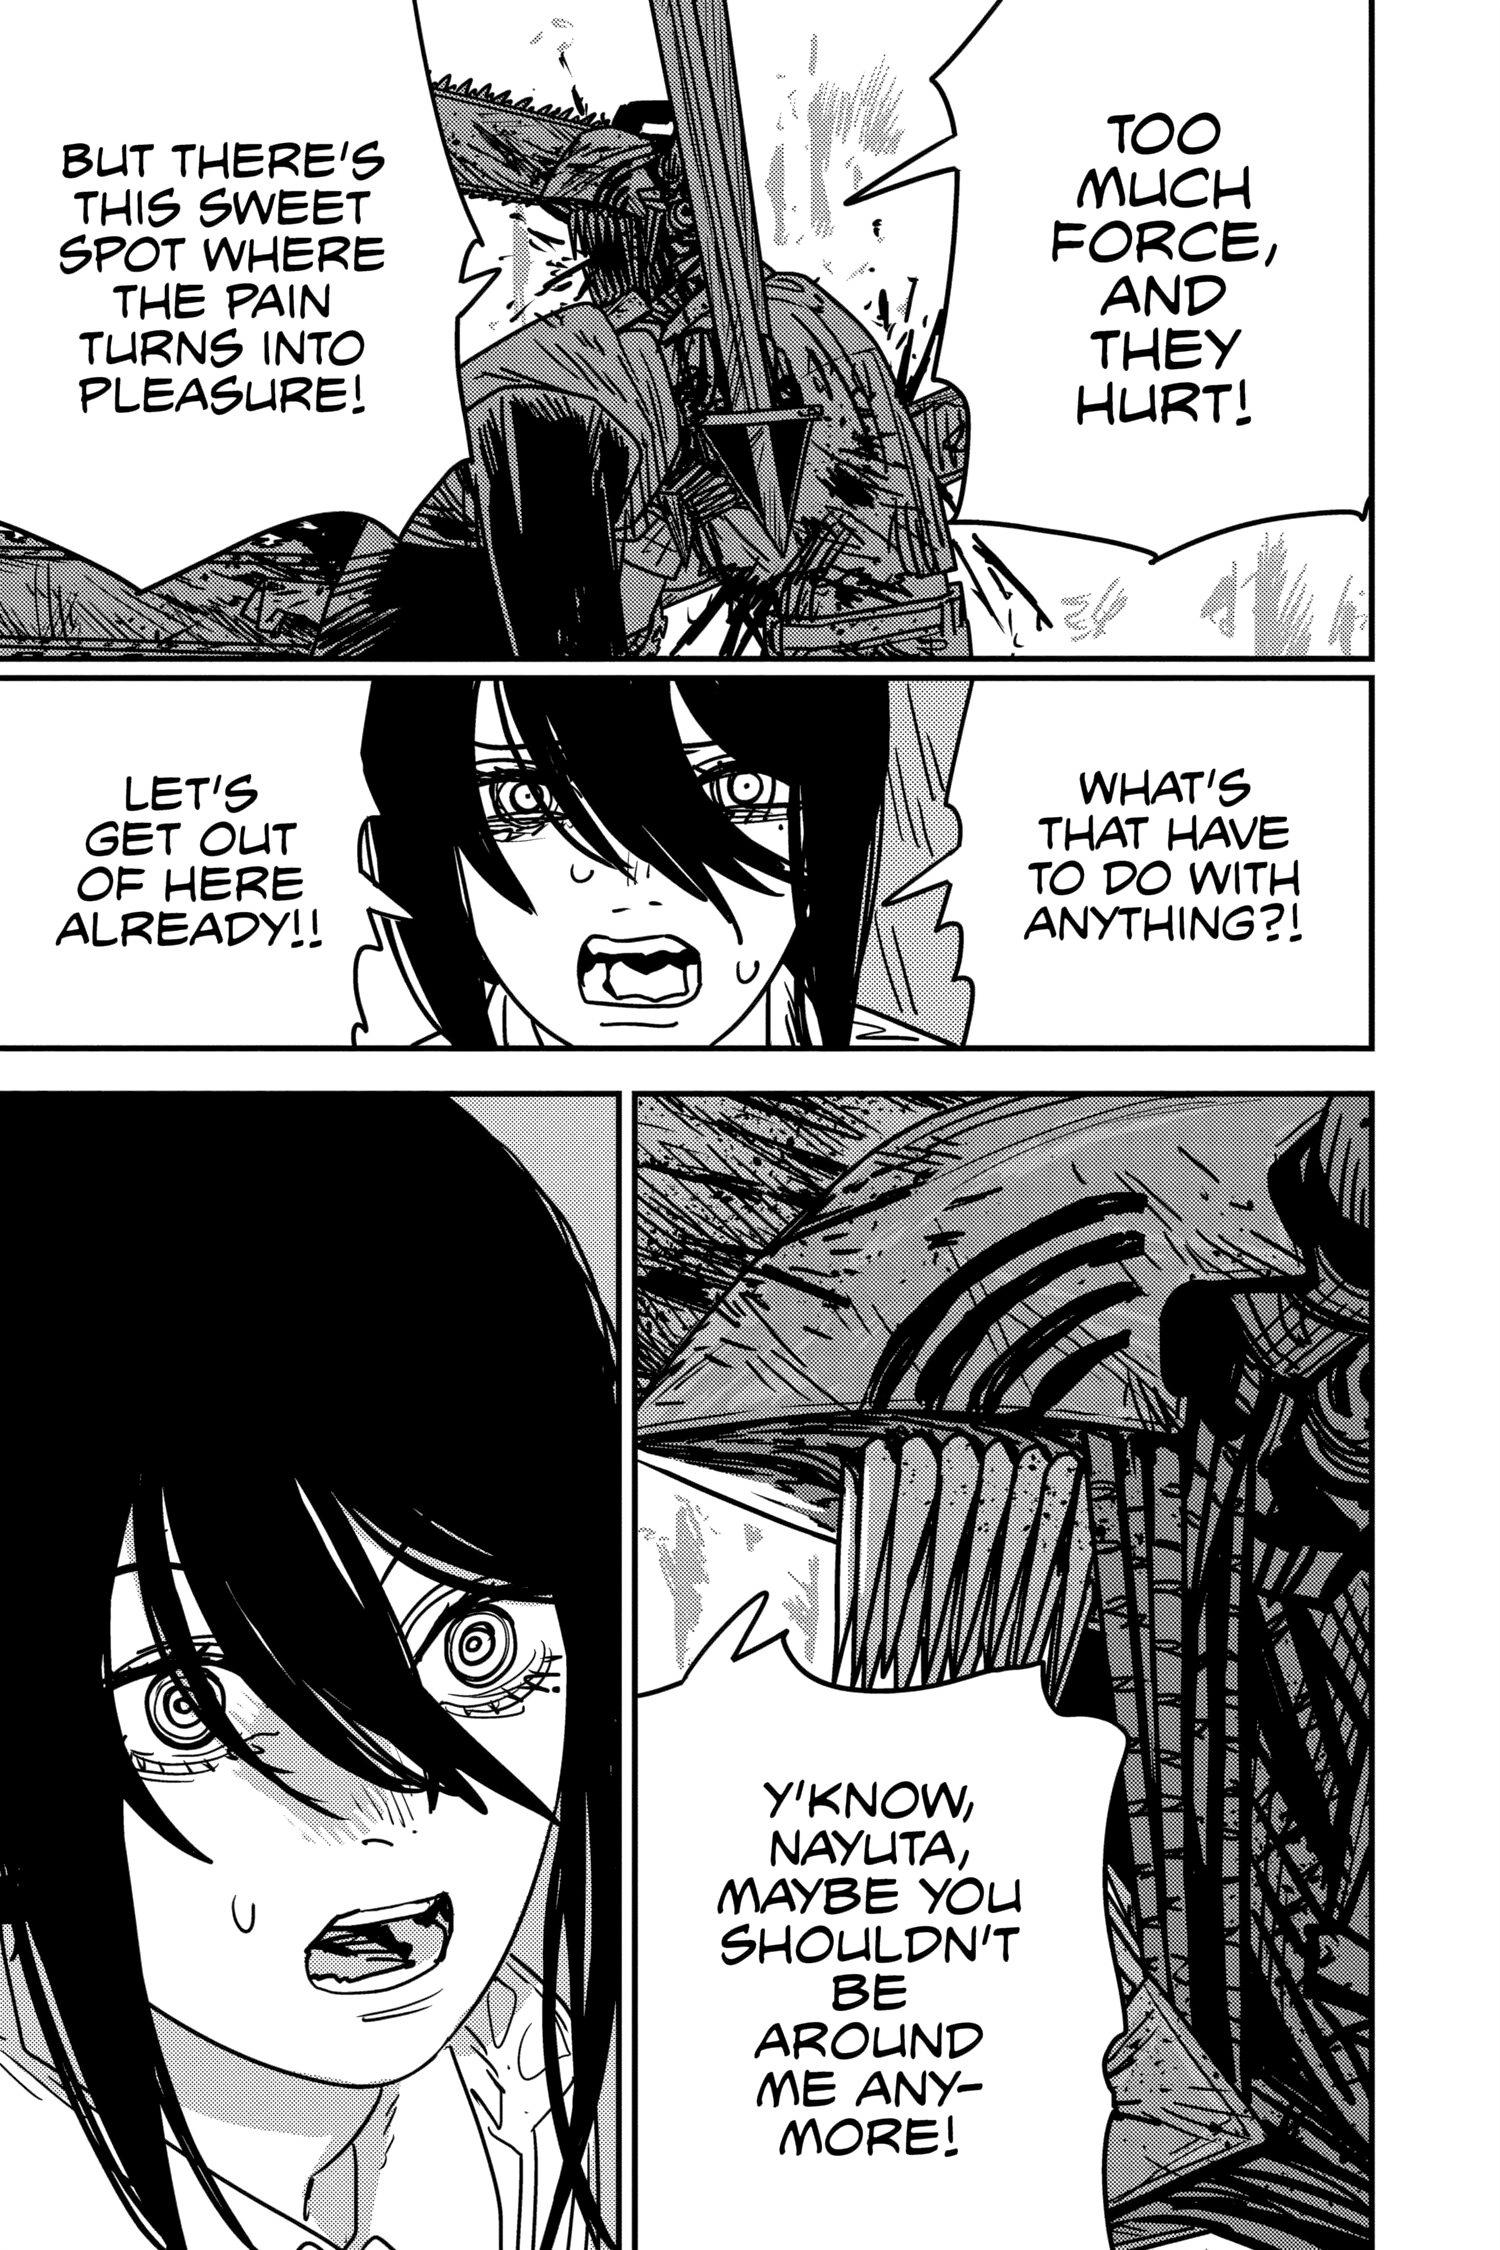 TOO
MUCH
FORCE,
AND
THEY
HURT!
BUT THERE'S
THIS SWEET
SPOT WHERE
THE PAIN
TURNS INTO
PLEASURE!
WHAT'S
THAT HAVE
TO DO WITH
ANYTHING?!
LET'S
GET OUT
OF HERE
ALREADY!!
Y'KNOW,
NAYUTA,
MAYBE YOU
SHOULDN'T
BE
AROUND
ME ANY-
MORE!